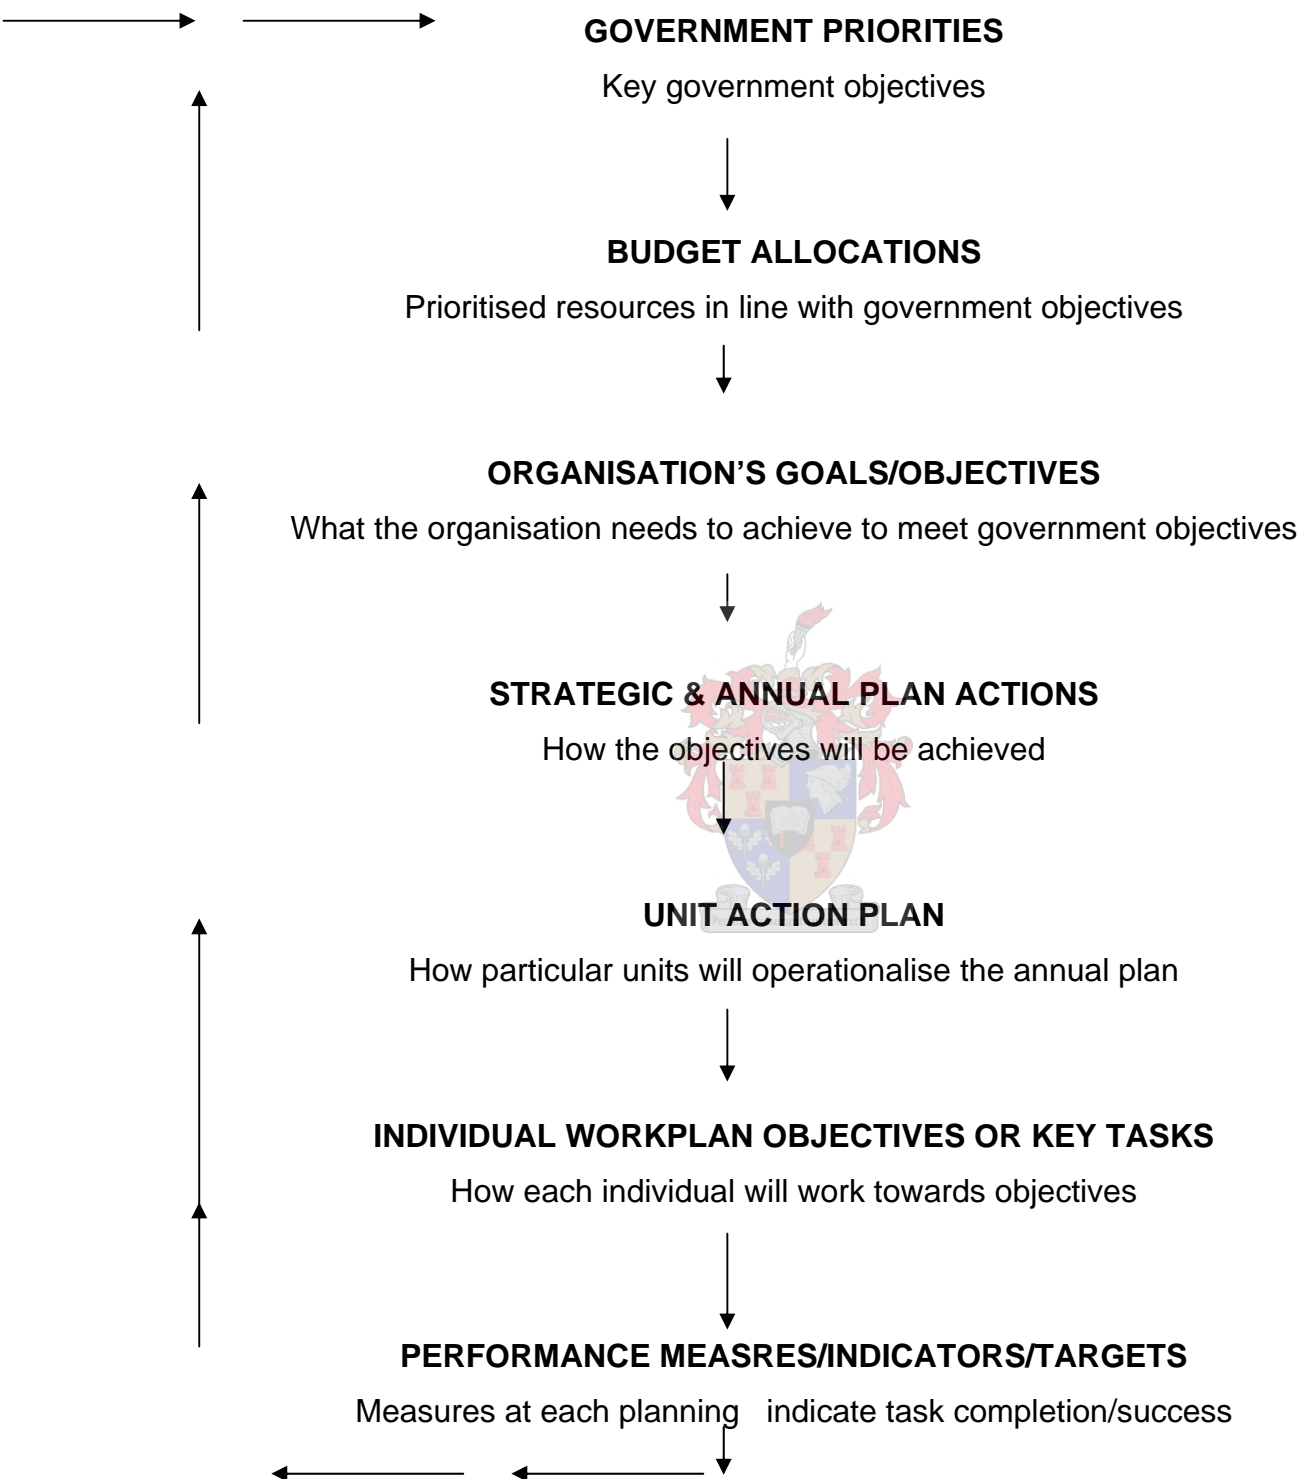 GOVERNMENT PRIORITIES
Key government objectives
BUDGET ALLOCATIONS
Prioritised resources in line with government objectives
ORGANISATION’S GOALS/OBJECTIVES
What the organisation needs to achieve to meet government objectives
STRATEGIC & ANNUAL PLAN ACTIONS
How the objectives will be achieved
UNIT ACTION PLAN
How particular units will operationalise the annual plan
INDIVIDUAL WORKPLAN OBJECTIVES OR KEY TASKS
How each individual will work towards objectives
PERFORMANCE MEASRES/INDICATORS/TARGETS
Measures at each planning   indicate task completion/success